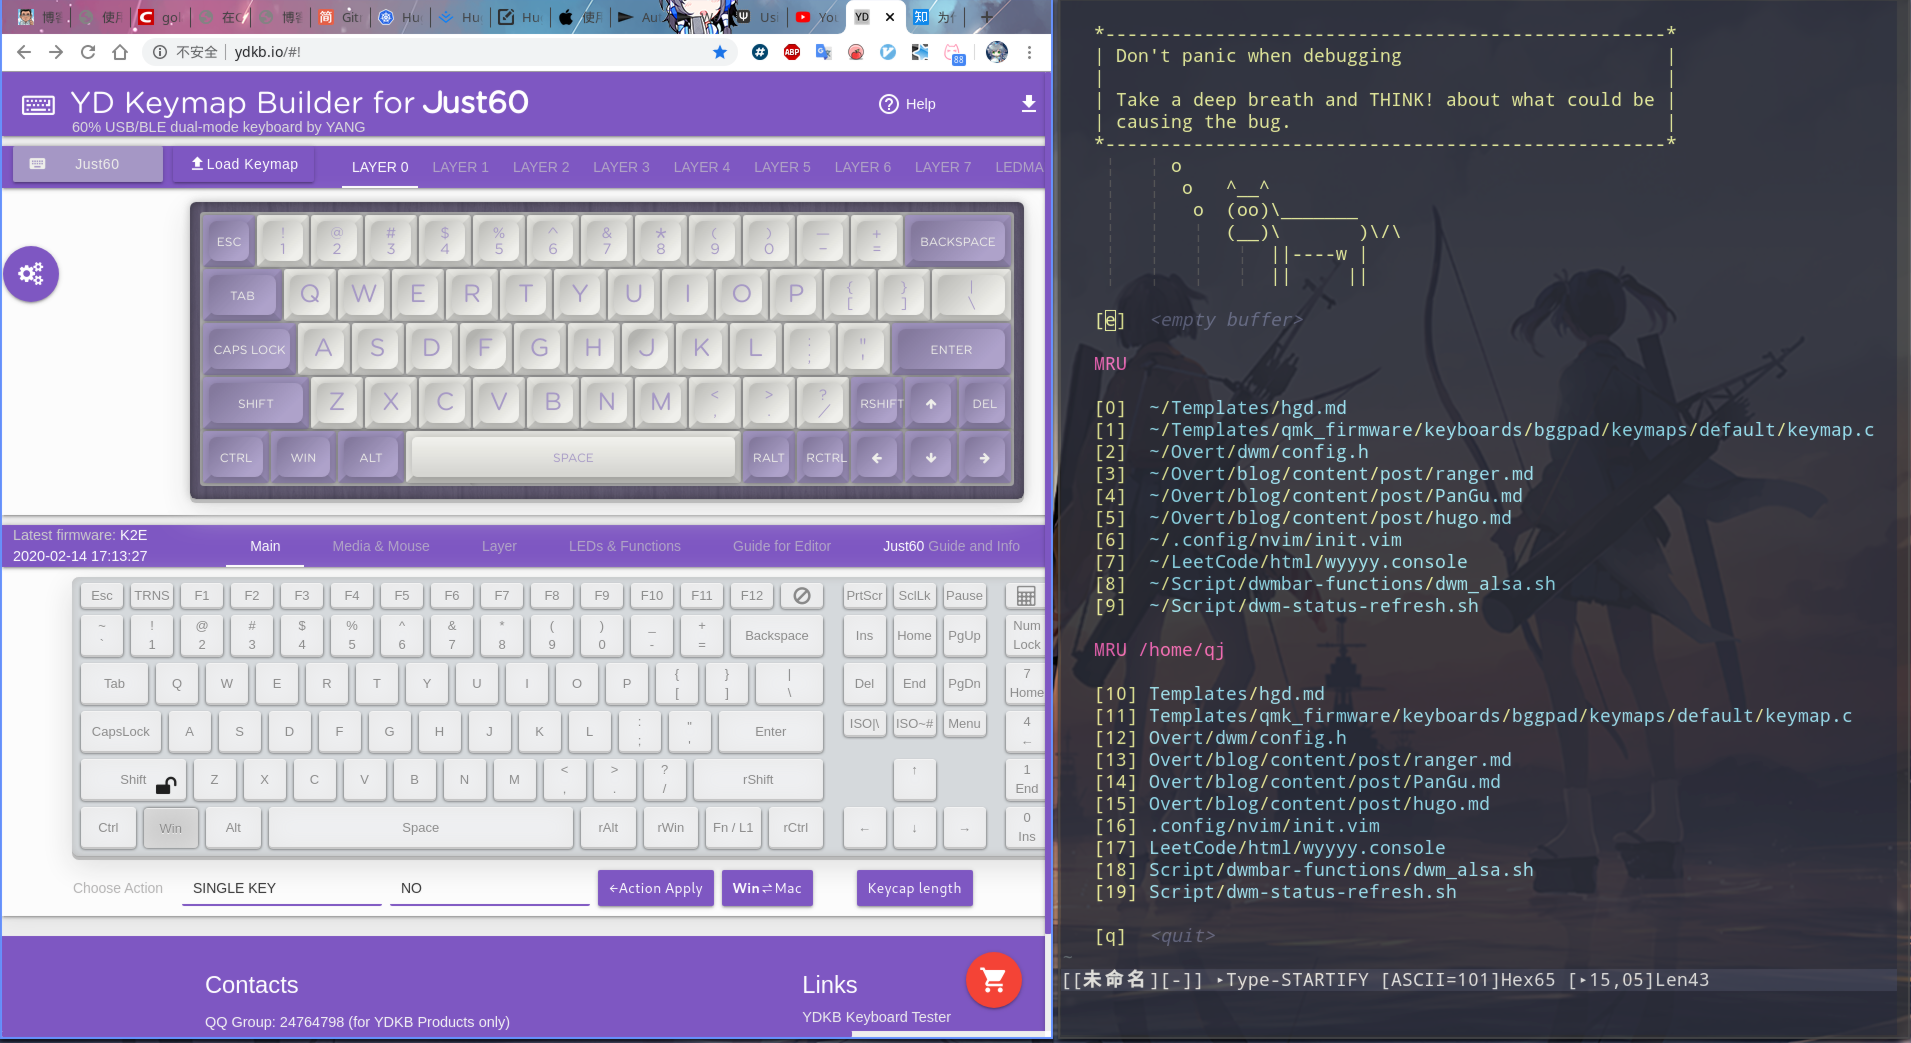 博客
使用
gol
在C
博客
Git
Hu
Hu
Hu
使用
Aut
Usi
You
YD
为什
不安全 ydkb.io/#!
88
YD Keymap Builder for Just60
60% USB/BLE dual-mode keyboard by YANG
Help
Just60
Load Keymap
LAYER 0 LAYER 1 LAYER 2 LAYER 3 LAYER 4 LAYER 5 LAYER 6 LAYER 7 LEDMA
ESC ! 1 @ 2 # 3 $ 4 % 5 ^ 6 & 7 * 8 ( 9 ) 0 — - + = BACKSPACE
TAB Q W E R T Y U I O P { [ } ] | \
CAPS LOCK A S D F G H J K L : ; " ' ENTER
SHIFT Z X C V B N M < , > . ? / RSHIFT ↑ DEL
CTRL WIN ALT SPACE RALT RCTRL ← ↓ →
Latest firmware: K2E
2020-02-14 17:13:27
Main Media & Mouse Layer LEDs & Functions Guide for Editor Just60 Guide and Info
Esc TRNS F1 F2 F3 F4 F5 F6 F7 F8 F9 F10 F11 F12 PrtScr SclLk Pause
~ ` ! 1 @ 2 # 3 $ 4 % 5 ^ 6 & 7 * 8 ( 9 ) 0 _ - + = Backspace Ins Home PgUp Num Lock
Tab Q W E R T Y U I O P { [ } ] | \ Del End PgDn 7 Home
CapsLock A S D F G H J K L : ; " ' Enter ISO|\ ISO~# Menu 4 ←
Shift Z X C V B N M < , > . ? / rShift ↑ 1 End
Ctrl Win Alt Space rAlt rWin Fn / L1 rCtrl ← ↓ → 0 Ins
Choose Action SINGLE KEY NO ←Action Apply Win⇌Mac Keycap length
Contacts
QQ Group: 24764798 (for YDKB Products only)
Links
YDKB Keyboard Tester
*---------------------------------------------------*
| Don't panic when debugging |
| |
| Take a deep breath and THINK! about what could be |
| causing the bug. |
*---------------------------------------------------*
o
o ^__^
o (oo)\_______
(__)\ )\/\
||----w |
|| ||
[e] <empty buffer>
MRU
[0] ~/Templates/hgd.md
[1] ~/Templates/qmk_firmware/keyboards/bggpad/keymaps/default/keymap.c
[2] ~/Overt/dwm/config.h
[3] ~/Overt/blog/content/post/ranger.md
[4] ~/Overt/blog/content/post/PanGu.md
[5] ~/Overt/blog/content/post/hugo.md
[6] ~/.config/nvim/init.vim
[7] ~/LeetCode/html/wyyyy.console
[8] ~/Script/dwmbar-functions/dwm_alsa.sh
[9] ~/Script/dwm-status-refresh.sh
MRU /home/qj
[10] Templates/hgd.md
[11] Templates/qmk_firmware/keyboards/bggpad/keymaps/default/keymap.c
[12] Overt/dwm/config.h
[13] Overt/blog/content/post/ranger.md
[14] Overt/blog/content/post/PanGu.md
[15] Overt/blog/content/post/hugo.md
[16] .config/nvim/init.vim
[17] LeetCode/html/wyyyy.console
[18] Script/dwmbar-functions/dwm_alsa.sh
[19] Script/dwm-status-refresh.sh
[q] <quit>
~
[[未命名][-]] ‣Type-STARTIFY [ASCII=101]Hex65 [‣15,05]Len43